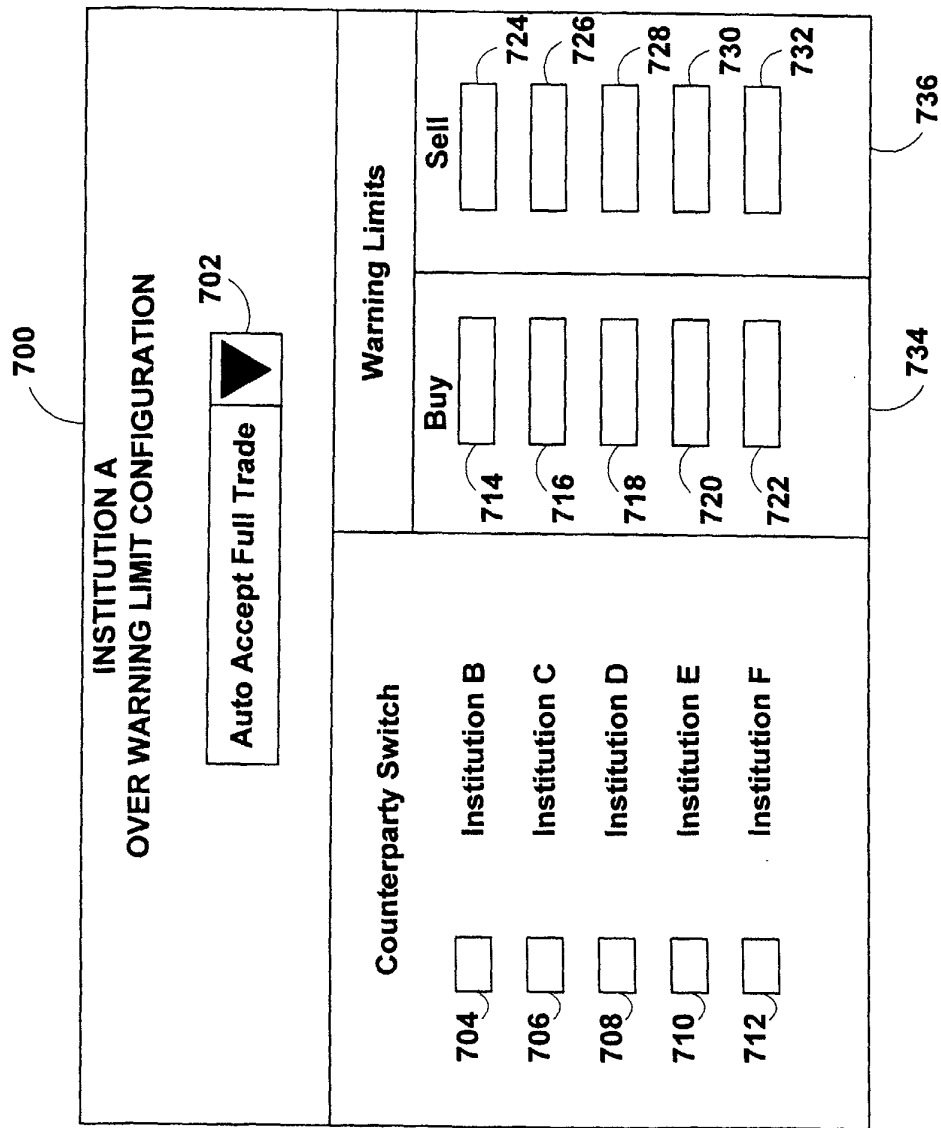 700
INSTITUTION A
OVER WARNING LIMIT CONFIGURATION
Auto Accept Full Trade
702
Counterparty Switch
Warning Limits
Buy
Sell
704 Institution B 714 724
706 Institution C 716 726
708 Institution D 718 728
710 Institution E 720 730
712 Institution F 722 732
734
736